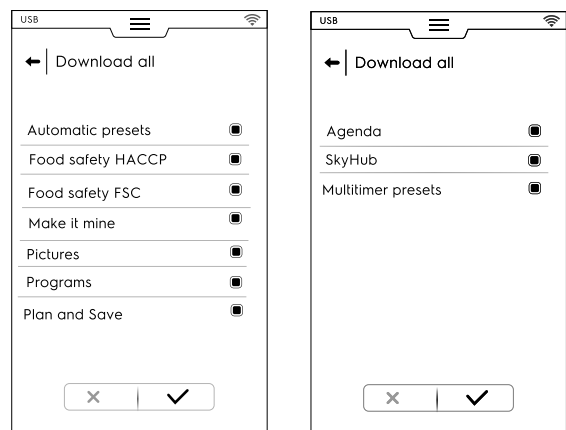 USB
Download all
Automatic presets
Food safety HACCP
Food safety FSC
Make it mine
Pictures
Programs
Plan and Save
USB
Download all
Agenda
SkyHub
Multitimer presets